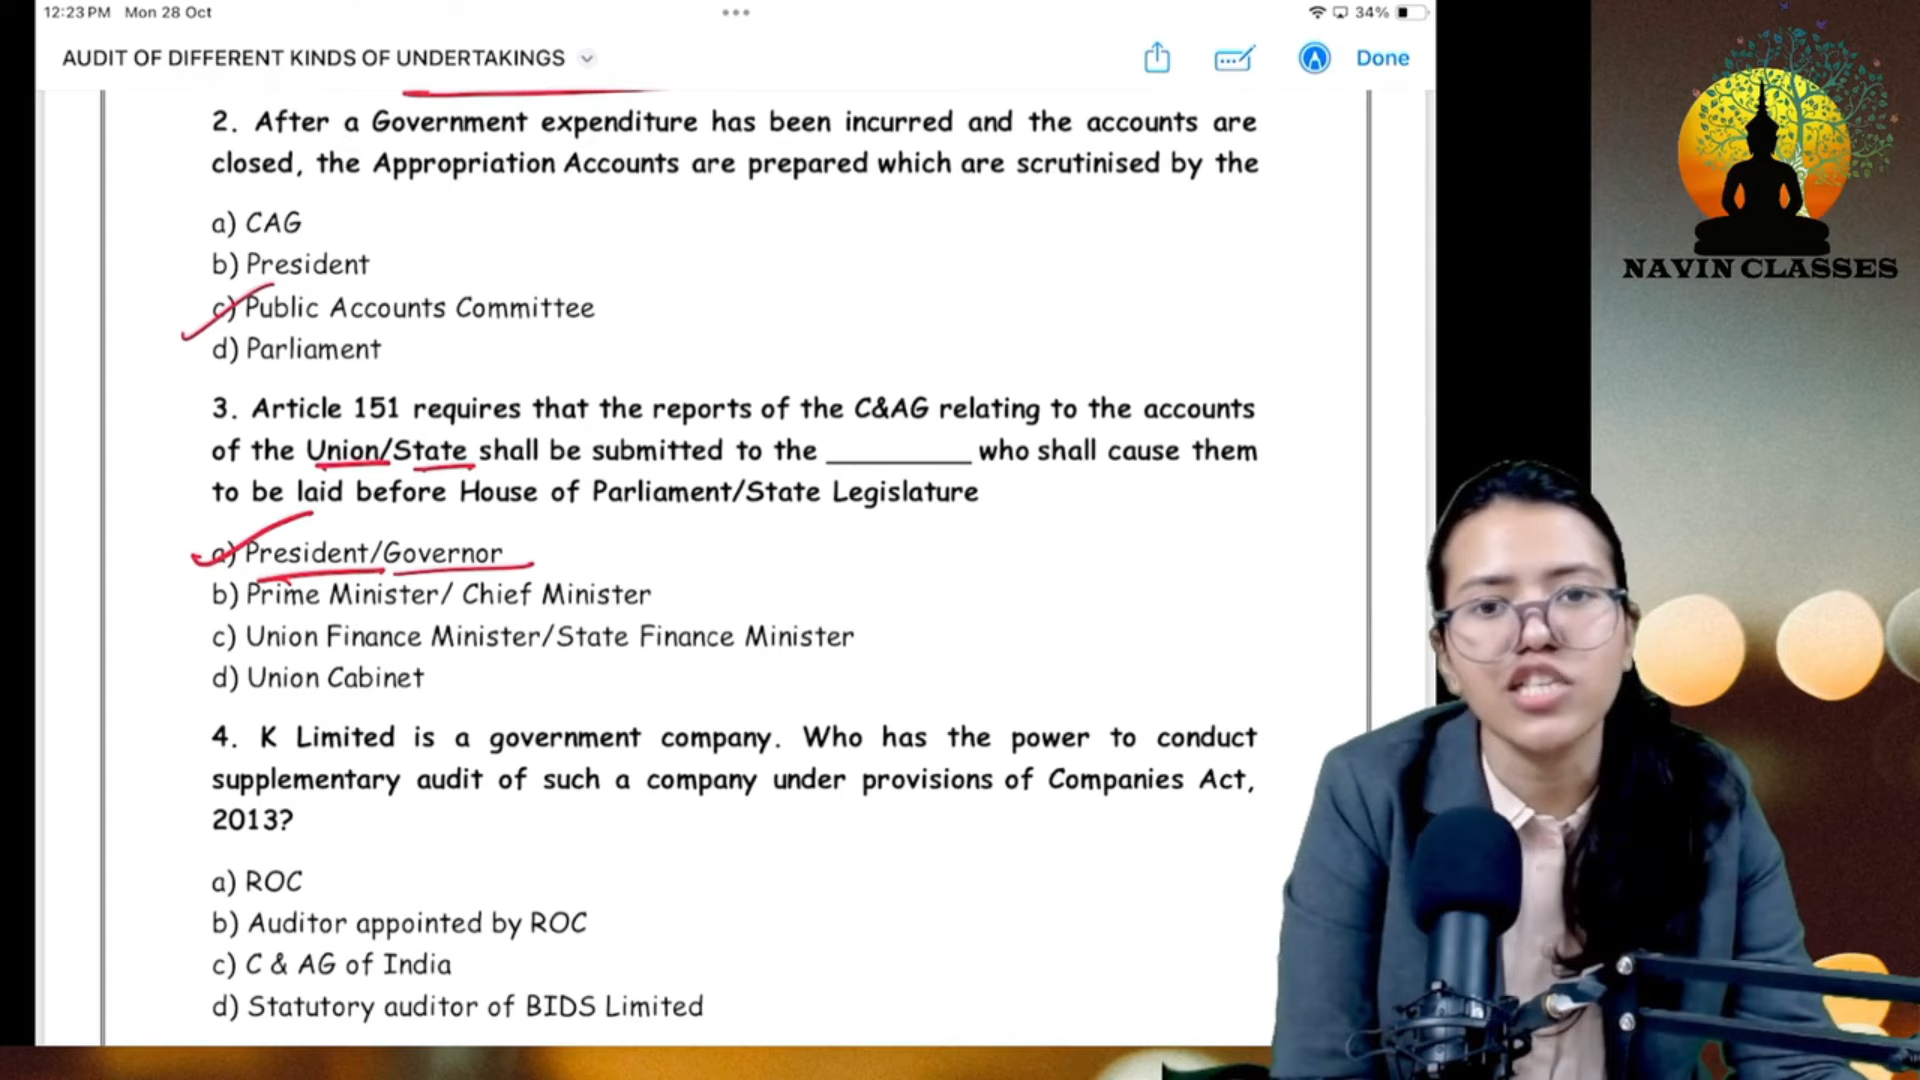 12:23 PM Mon 28 Oct
34%
AUDIT OF DIFFERENT KINDS OF UNDERTAKINGS
Done
2. After a Government expenditure has been incurred and the accounts are
closed, the Appropriation Accounts are prepared which are scrutinised by the
a) CAG
b) President
c) Public Accounts Committee
d) Parliament
3. Article 151 requires that the reports of the C&AG relating to the accounts
of the Union/State shall be submitted to the __________ who shall cause them
to be laid before House of Parliament/State Legislature
a) President/Governor
b) Prime Minister/ Chief Minister
c) Union Finance Minister/State Finance Minister
d) Union Cabinet
4. K Limited is a government company. Who has the power to conduct
supplementary audit of such a company under provisions of Companies Act,
2013?
a) ROC
b) Auditor appointed by ROC
c) C & AG of India
d) Statutory auditor of BIDS Limited
NAVIN CLASSES